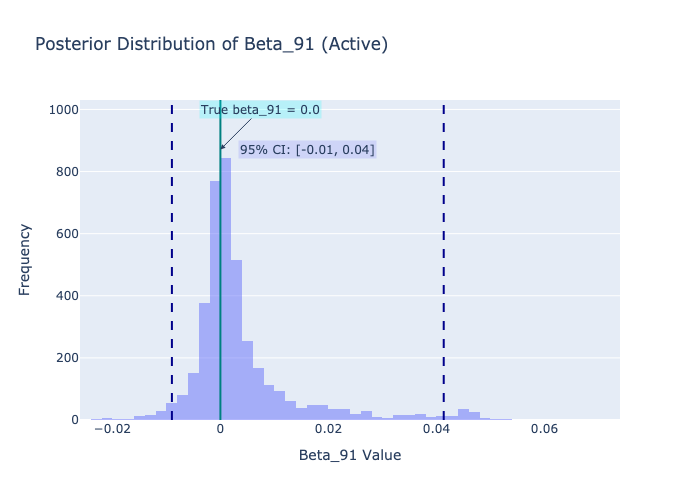 Posterior Distribution of Beta_91 (Active)
True beta_91 = 0.0
95% CI: [-0.01, 0.04]
1000
800
600
400
200
0
Frequency
−0.02
0
0.02
0.04
0.06
Beta_91 Value